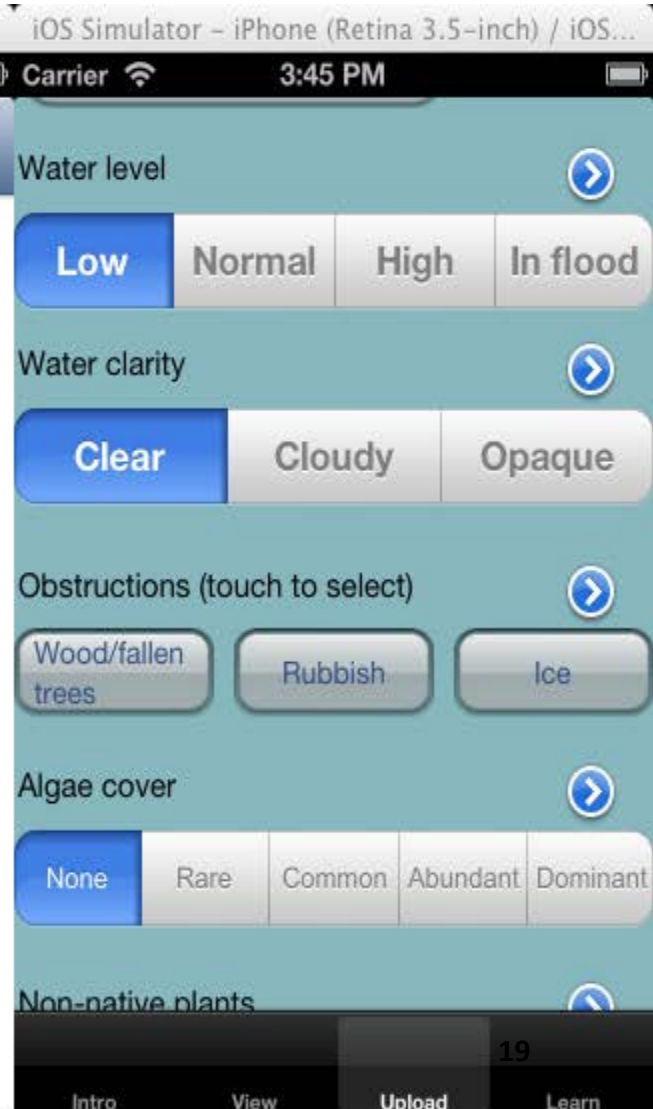 iOS Simulator – iPhone (Retina 3.5-inch) / iOS...
Carrier 3:45 PM
Water level
Low Normal High In flood
Water clarity
Clear Cloudy Opaque
Obstructions (touch to select)
Wood/fallen
trees
Rubbish Ice
Algae cover
None Rare Common Abundant Dominant
Non-native plants
19
Intro View Upload Learn